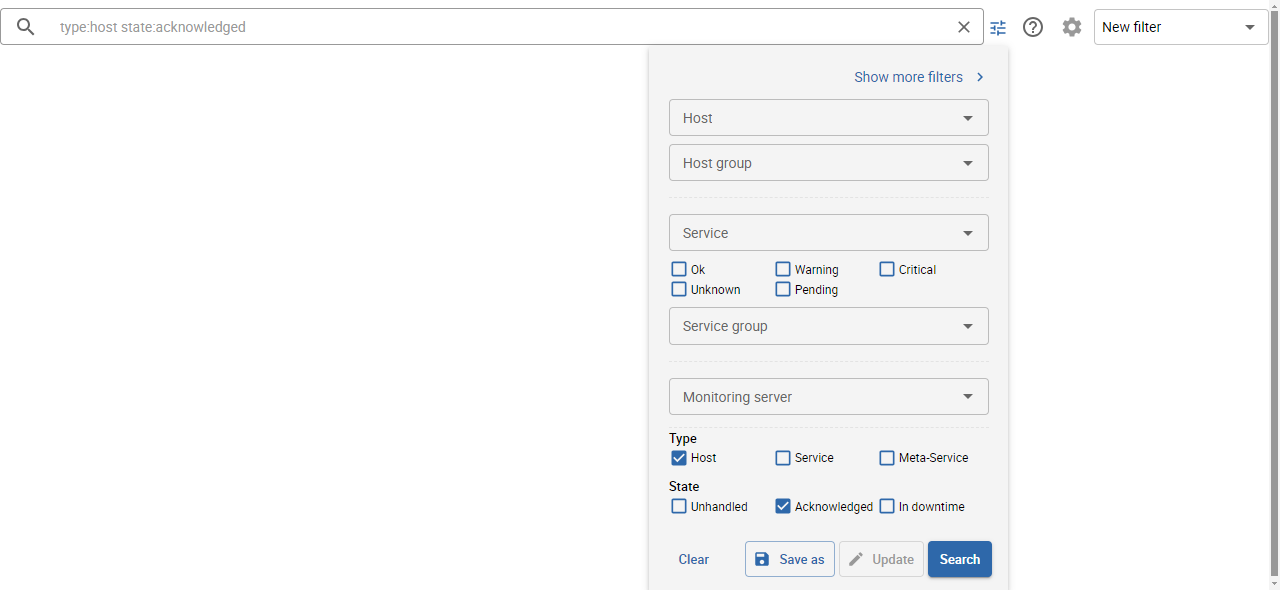 type:host state:acknowledged
New filter
Show more filters
Host
Host group
Service
Ok Warning Critical
Unknown Pending
Service group
Monitoring server
Type
Host Service Meta-Service
State
Unhandled Acknowledged In downtime
Clear Save as Update Search